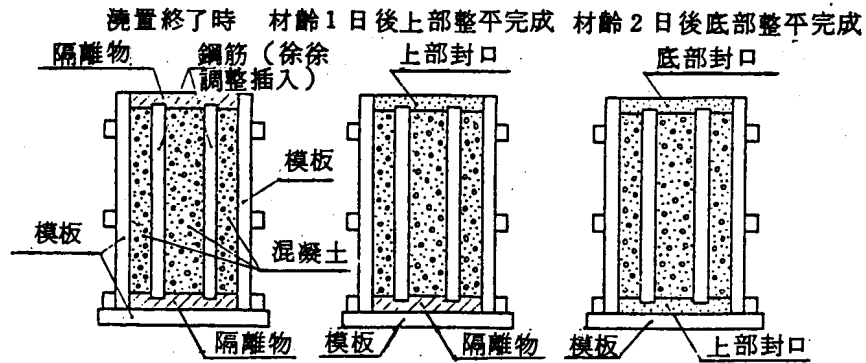 澆置終了時 材齡1日後上部整平完成 材齡2日後底部整平完成
隔離物 鋼筋（徐徐調整插入） 上部封口 底部封口
模板
模板
混凝土
隔離物 模板 隔離物 模板 上部封口